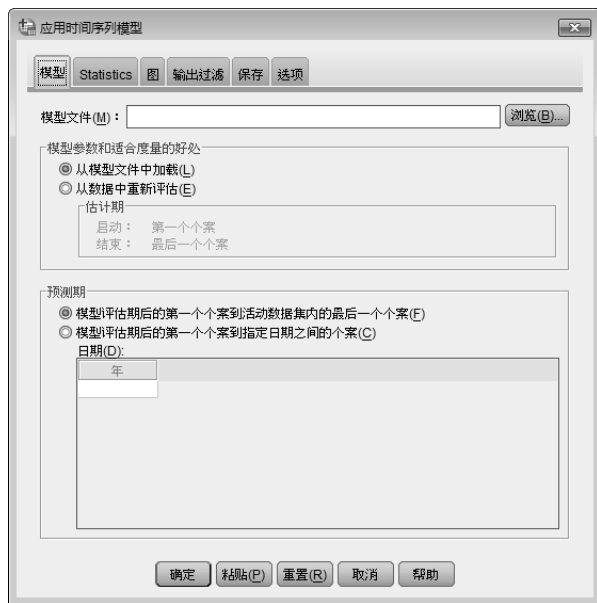 应用时间序列模型
模型 Statistics 图 输出过滤 保存 选项
模型文件(M)： 浏览(B)...
模型参数和适合度量的好处
从模型文件中加载(L)
从数据中重新评估(E)
估计期
启动： 第一个个案
结束： 最后一个个案
预测期
模型评估期后的第一个个案到活动数据集内的最后一个个案(F)
模型评估期后的第一个个案到指定日期之间的个案(C)
日期(D):
年
确定 粘贴(P) 重置(R) 取消 帮助